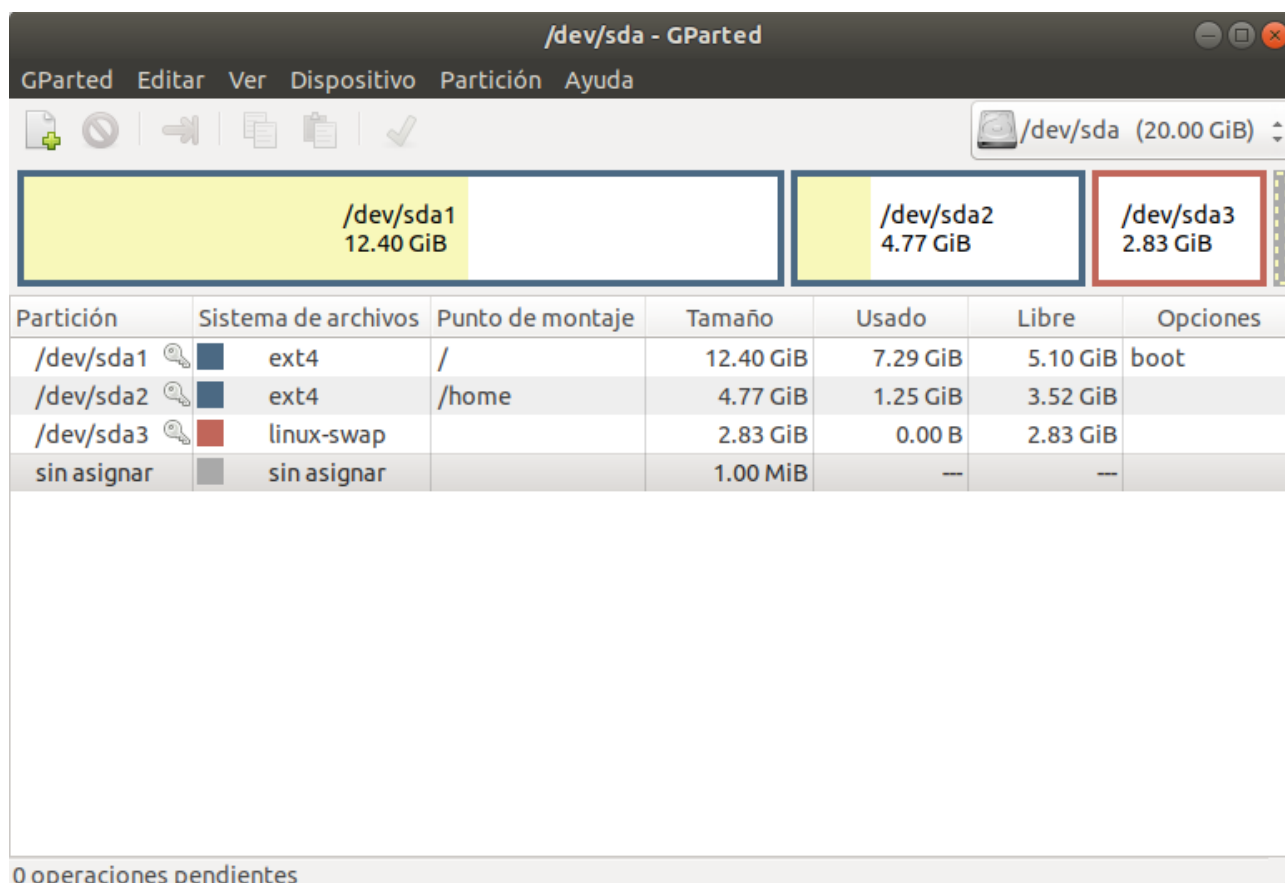 /dev/sda - GParted
GParted Editar Ver Dispositivo Partición Ayuda
/dev/sda (20.00 GiB)
/dev/sda1
12.40 GiB
/dev/sda2
4.77 GiB
/dev/sda3
2.83 GiB
Partición Sistema de archivos Punto de montaje Tamaño Usado Libre Opciones
/dev/sda1 ext4 / 12.40 GiB 7.29 GiB 5.10 GiB boot
/dev/sda2 ext4 /home 4.77 GiB 1.25 GiB 3.52 GiB
/dev/sda3 linux-swap 2.83 GiB 0.00 B 2.83 GiB
sin asignar sin asignar 1.00 MiB --- ---
0 operaciones pendientes